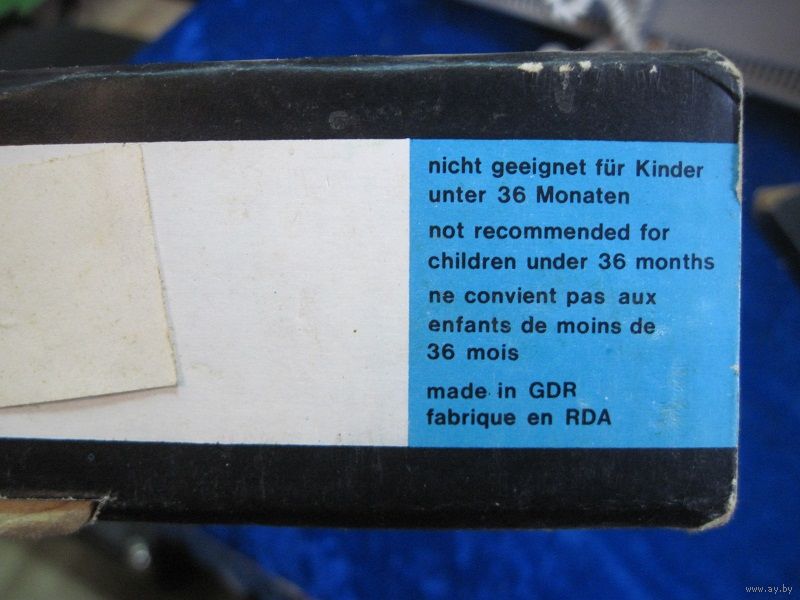 nicht geeignet für Kinder
unter 36 Monaten
not recommended for
children under 36 months
ne convient pas aux
enfants de moins de
36 mois
made in GDR
fabrique en RDA
www.ay.by